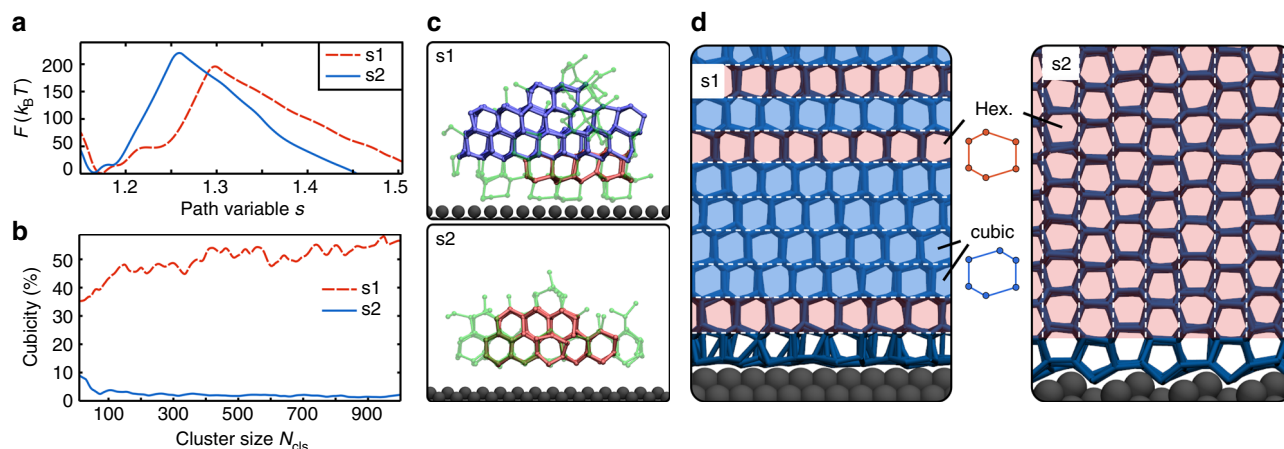 a
F (k_B T)
200
150
100
50
0
s1
s2
1.2
1.3
1.4
1.5
Path variable s
b
Cubicity (%)
50
40
30
20
10
0
s1
s2
100
300
500
700
900
Cluster size N_cls
c
s1
s2
d
s1
Hex.
cubic
s2